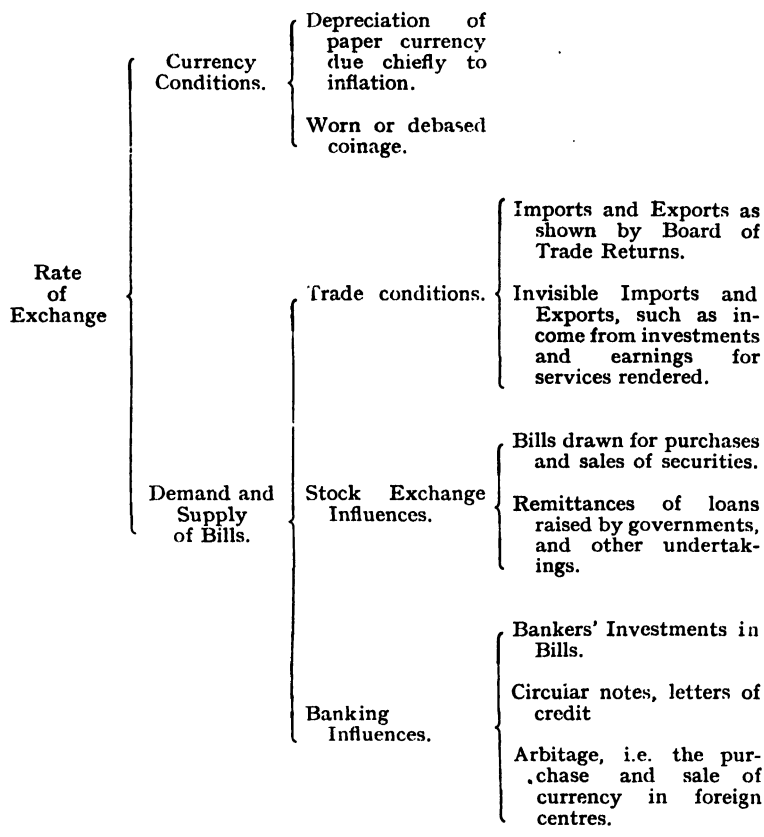 Rate
of
Exchange
Currency
Conditions.
Depreciation of
paper currency
due chiefly to
inflation.
Worn or debased
coinage.
Demand and
Supply
of Bills.
Trade conditions.
Imports and Exports as
shown by Board of
Trade Returns.
Invisible Imports and
Exports, such as in-
come from investments
and earnings for
services rendered.
Stock Exchange
Influences.
Bills drawn for purchases
and sales of securities.
Remittances of loans
raised by governments,
and other undertak-
ings.
Banking
Influences.
Bankers' Investments in
Bills.
Circuiar notes, letters of
credit
Arbitage, i.e. the pur-
chase and sale of
currency in foreign
centres.